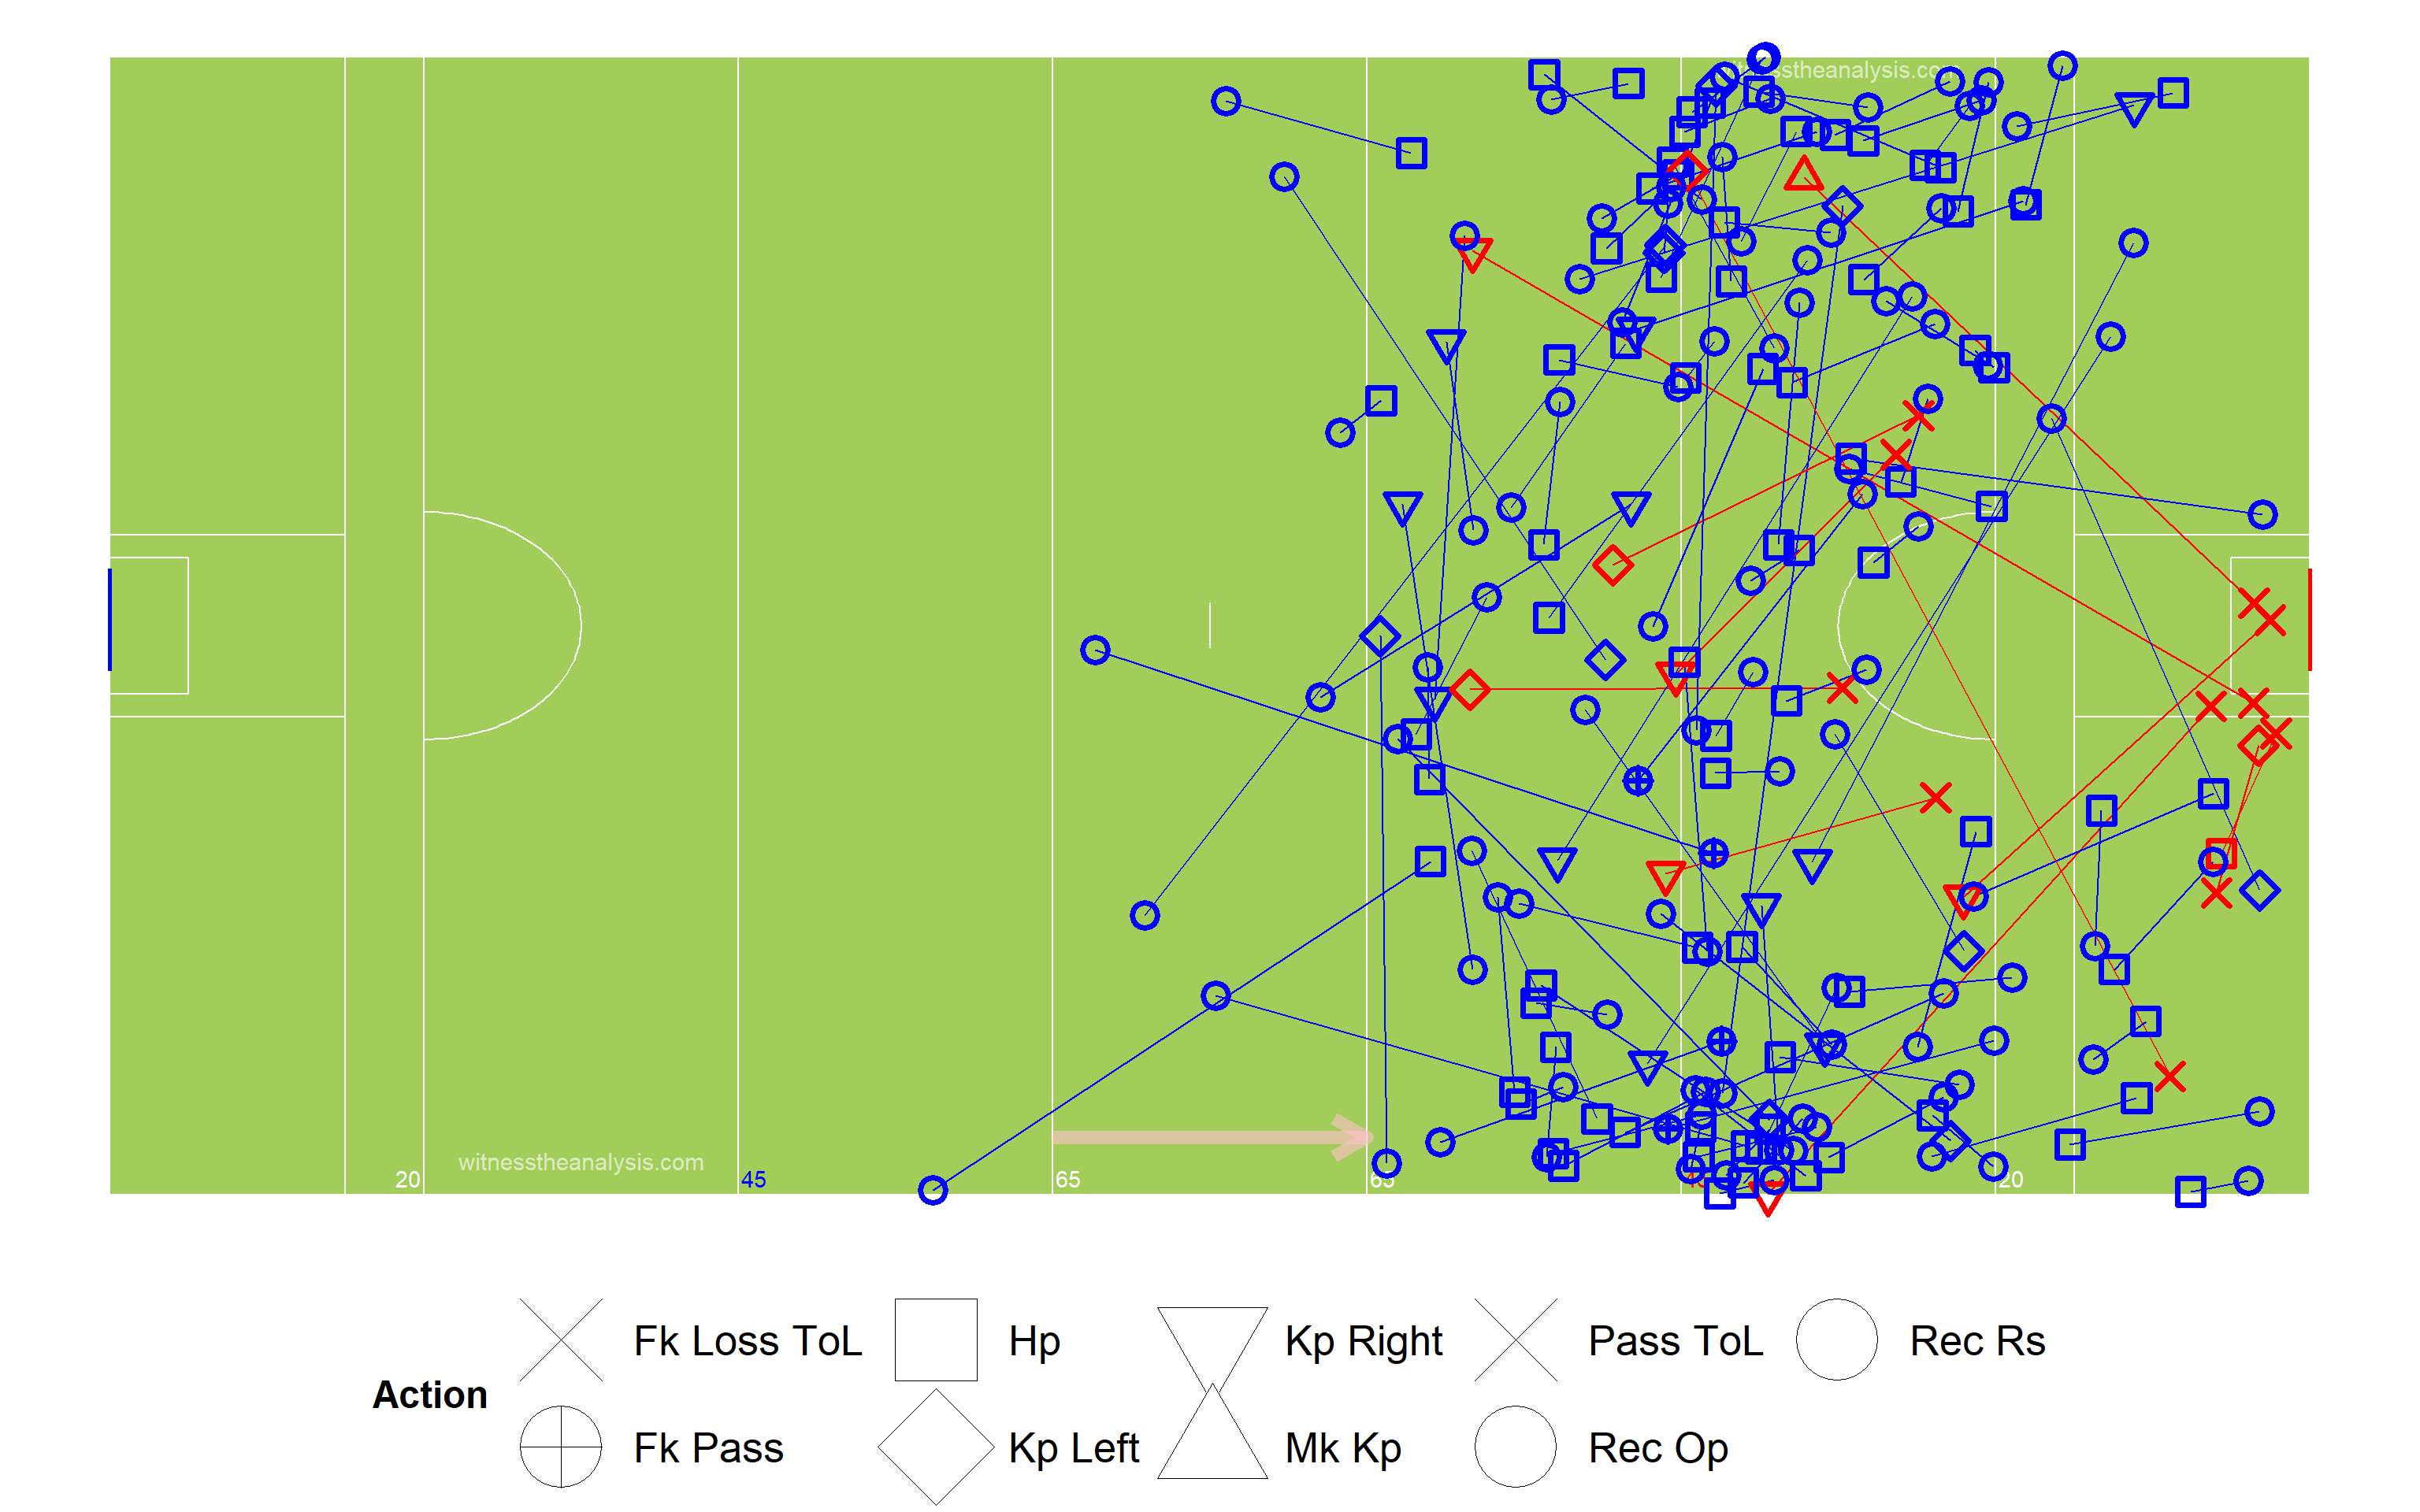 witnesstheanalysis.com
witnesstheanalysis.com
20
45
65
65
20
Fk Loss ToL
Hp
Kp Right
Pass ToL
Rec Rs
Action
Fk Pass
Kp Left
Mk Kp
Rec Op